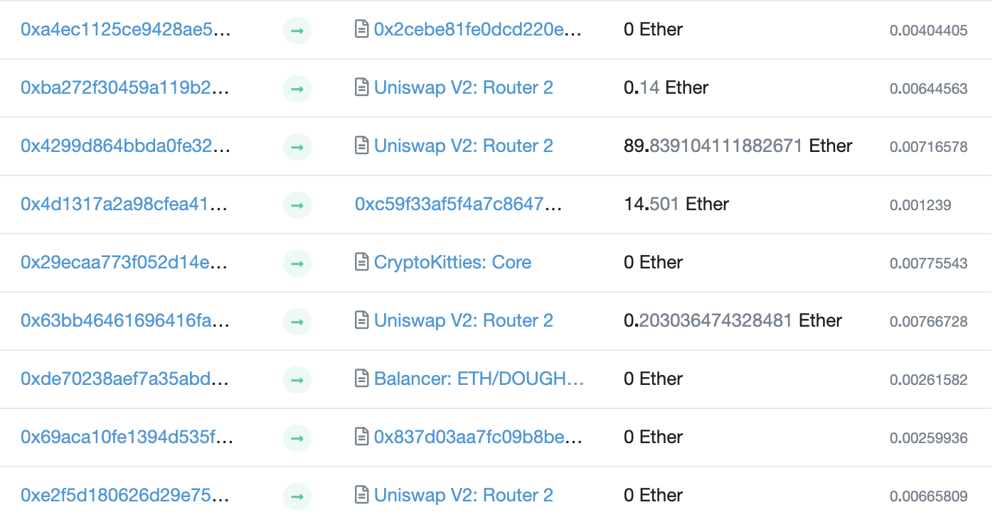 0xa4ec1125ce9428ae5... → 0x2cebe81fe0dcd220e... 0 Ether 0.00404405
0xba272f30459a119b2... → Uniswap V2: Router 2 0.14 Ether 0.00644563
0x4299d864bbda0fe32... → Uniswap V2: Router 2 89.839104111882671 Ether 0.00716578
0x4d1317a2a98cfea41... → 0xc59f33af5f4a7c8647... 14.501 Ether 0.001239
0x29ecaa773f052d14e... → CryptoKitties: Core 0 Ether 0.00775543
0x63bb46461696416fa... → Uniswap V2: Router 2 0.203036474328481 Ether 0.00766728
0xde70238aef7a35abd... → Balancer: ETH/DOUGH... 0 Ether 0.00261582
0x69aca10fe1394d535f... → 0x837d03aa7fc09b8be... 0 Ether 0.00259936
0xe2f5d180626d29e75... → Uniswap V2: Router 2 0 Ether 0.00665809